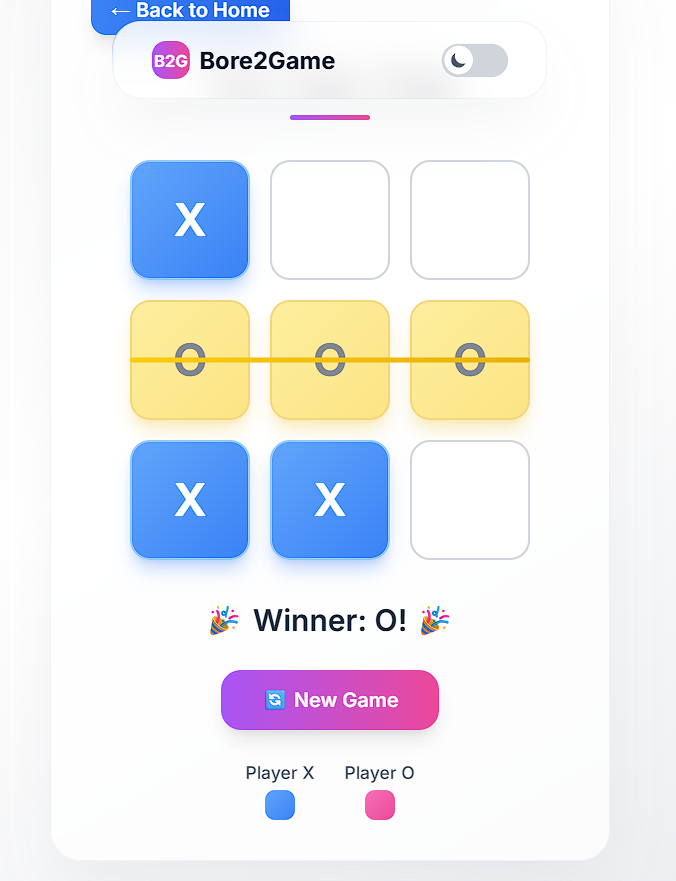 ← Back to Home
B2G Bore2Game
X
O O O
X X
🎉 Winner: O! 🎉
🔄 New Game
Player X Player O